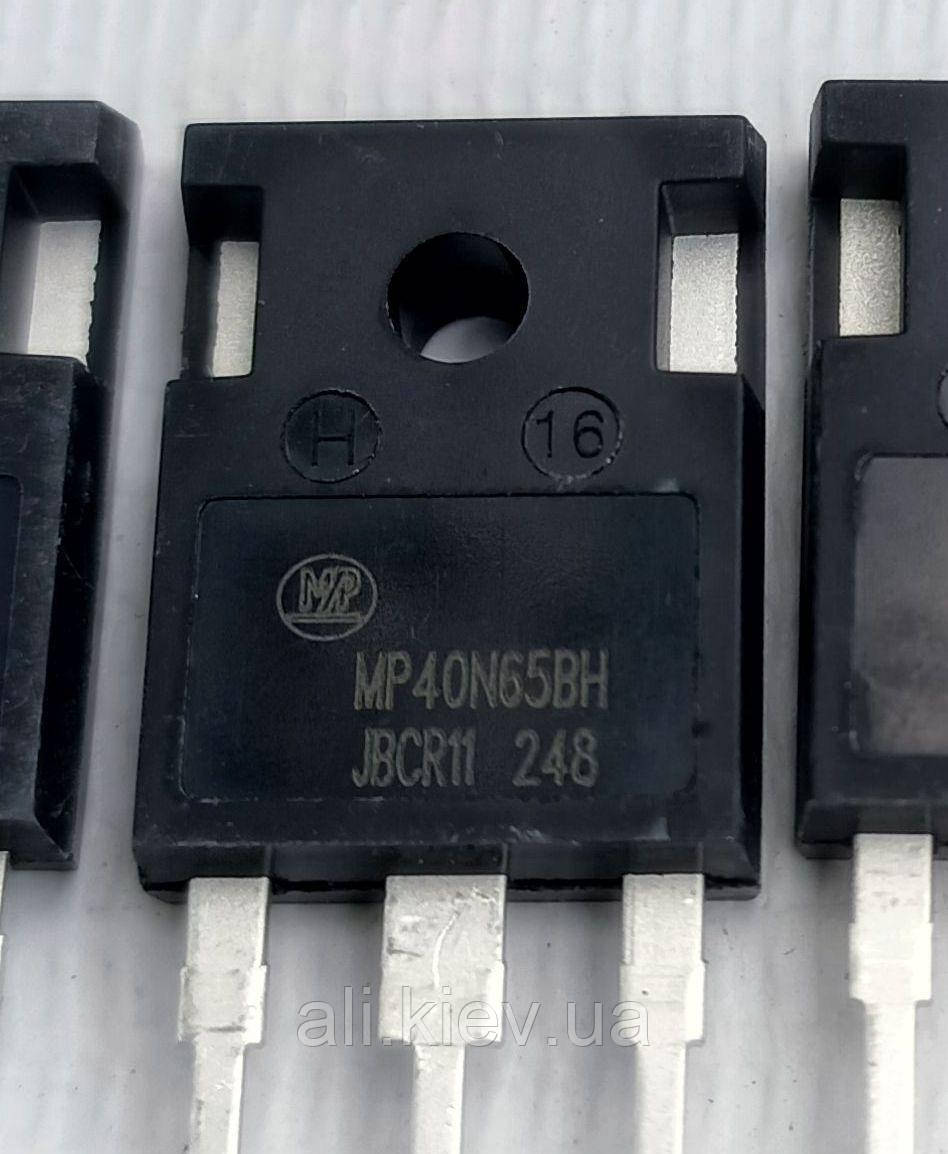 H 16
MP
MP40N65BH
JBCR11 248
ali.kiev.ua